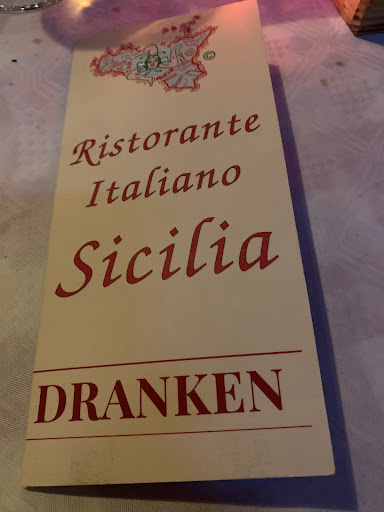 ©
Ristorante
Italiano
Sicilia
DRANKEN